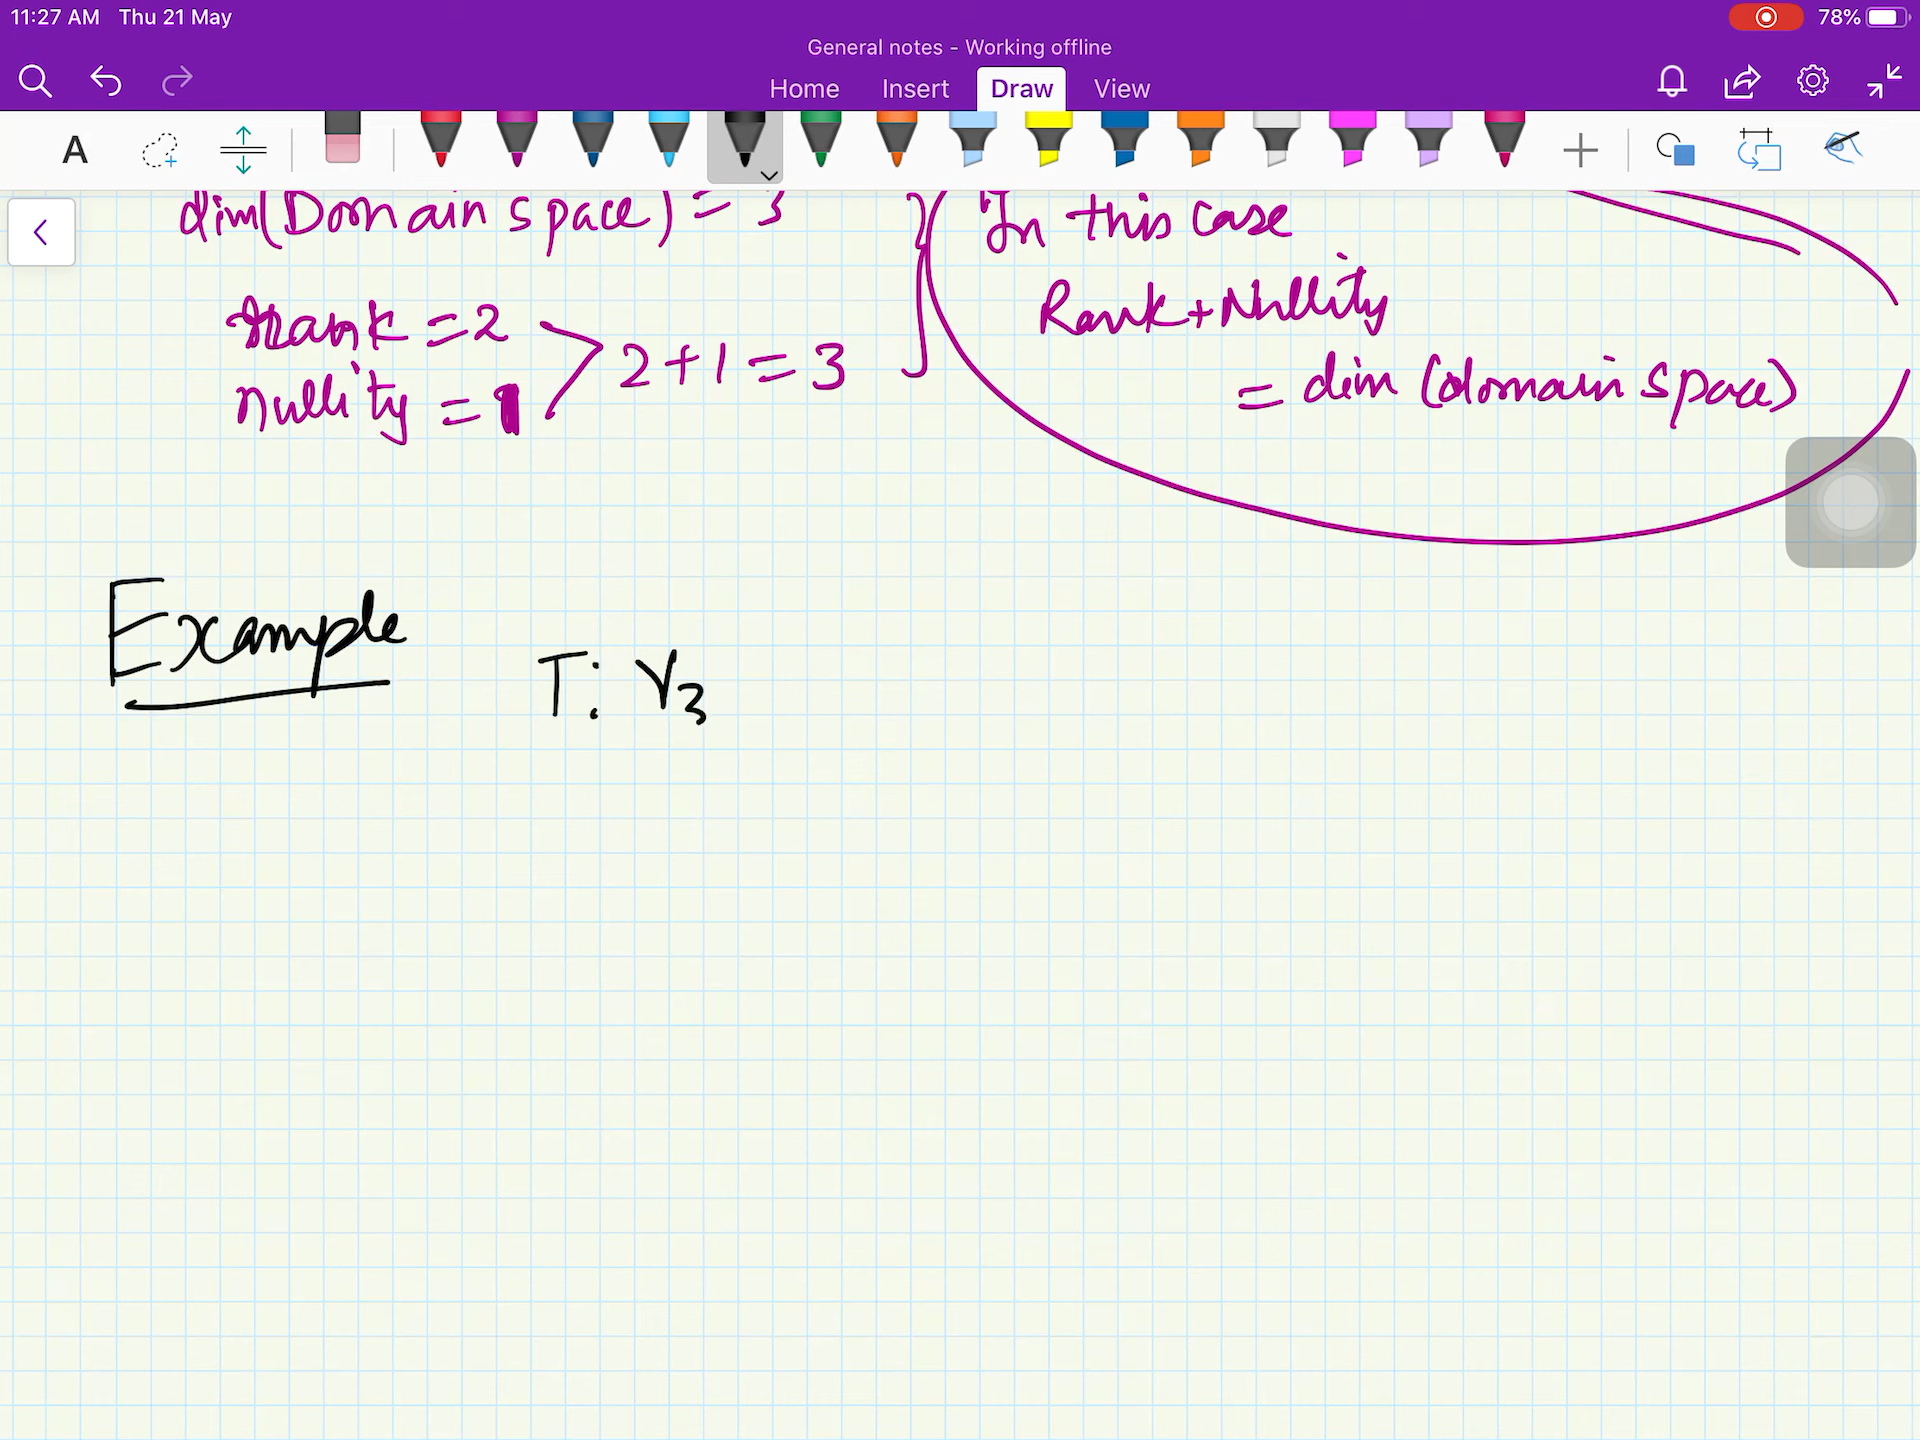 11:27 AM Thu 21 May
78%
General notes - Working offline
Home Insert Draw View
A
dim(Domain space) = 3
In this case
rank = 2
nullity = 1
2 + 1 = 3
Rank + Nullity
= dim (domain space)
Example
T: V₃